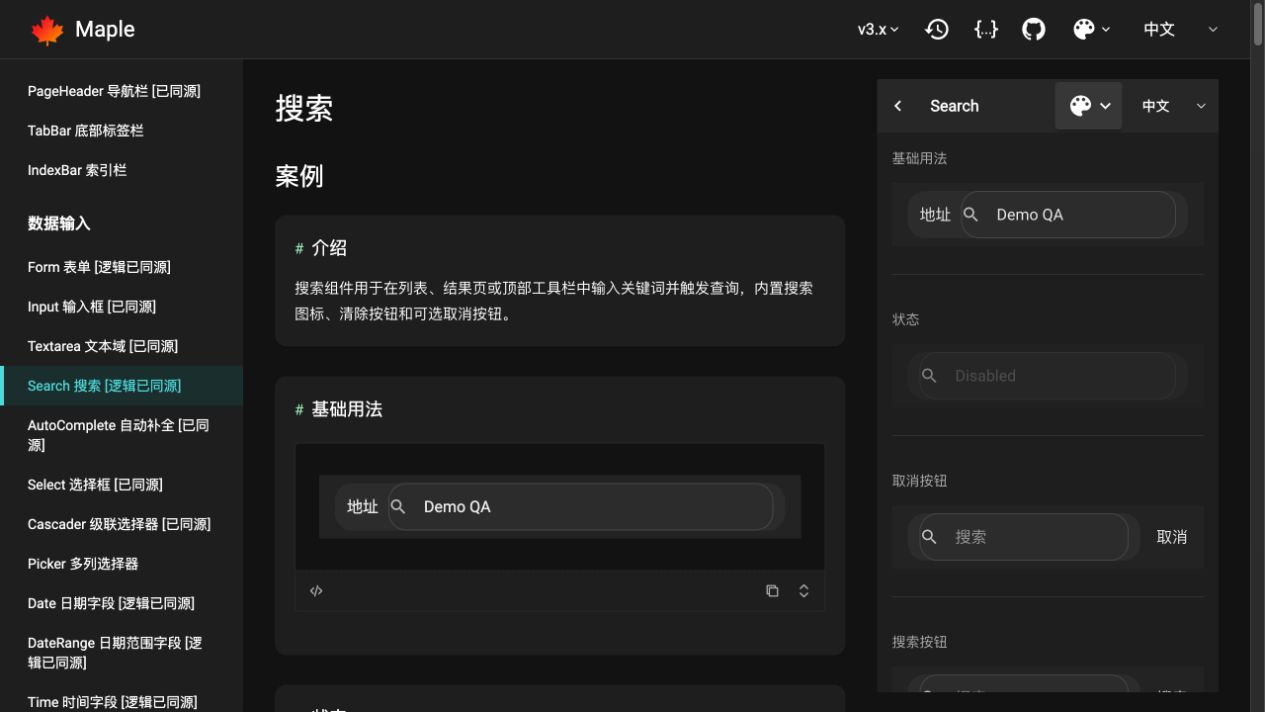 Maple
v3.x
{...}
中文
PageHeader 导航栏 [已同源]
TabBar 底部标签栏
IndexBar 索引栏
数据输入
Form 表单 [逻辑已同源]
Input 输入框 [已同源]
Textarea 文本域 [已同源]
Search 搜索 [逻辑已同源]
AutoComplete 自动补全 [已同
源]
Select 选择框 [已同源]
Cascader 级联选择器 [已同源]
Picker 多列选择器
Date 日期字段 [逻辑已同源]
DateRange 日期范围字段 [逻
辑已同源]
Time 时间字段 [逻辑已同源]
搜索
案例
# 介绍
搜索组件用于在列表、结果页或顶部工具栏中输入关键词并触发查询，内置搜索
图标、清除按钮和可选取消按钮。
# 基础用法
地址 Demo QA
</>
Search
中文
基础用法
地址 Demo QA
状态
Disabled
取消按钮
搜索 取消
搜索按钮